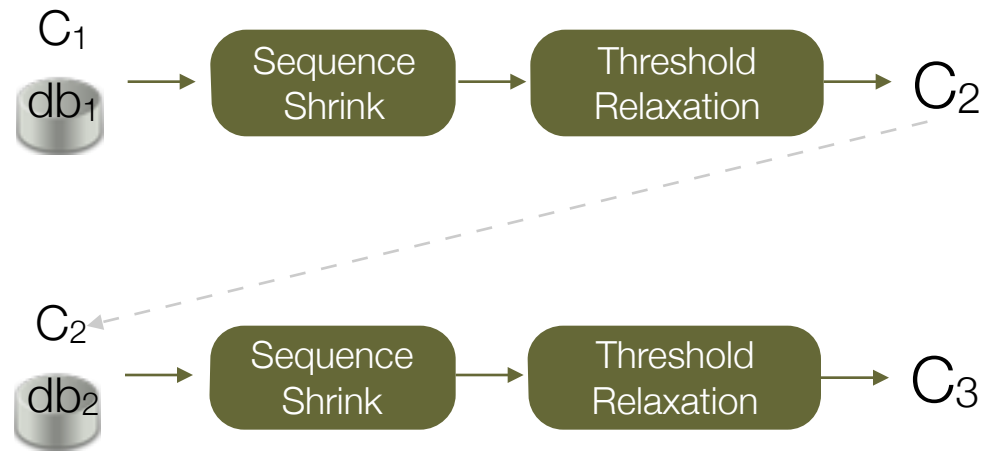 C₁
db₁
Sequence
Shrink
Threshold
Relaxation
C₂
C₂
db₂
Sequence
Shrink
Threshold
Relaxation
C₃